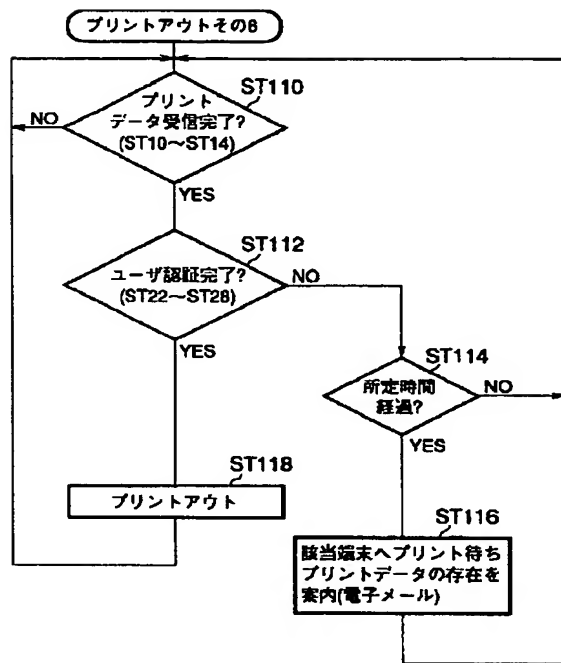 プリントアウトその6
ST110
プリント
データ受信完了?
(ST10〜ST14)
NO
YES
ST112
ユーザ認証完了?
(ST22〜ST28)
NO
YES
ST114
所定時間
経過?
NO
YES
ST118
プリントアウト
ST116
該当端末へプリント待ち
プリントデータの存在を
案内(電子メール)